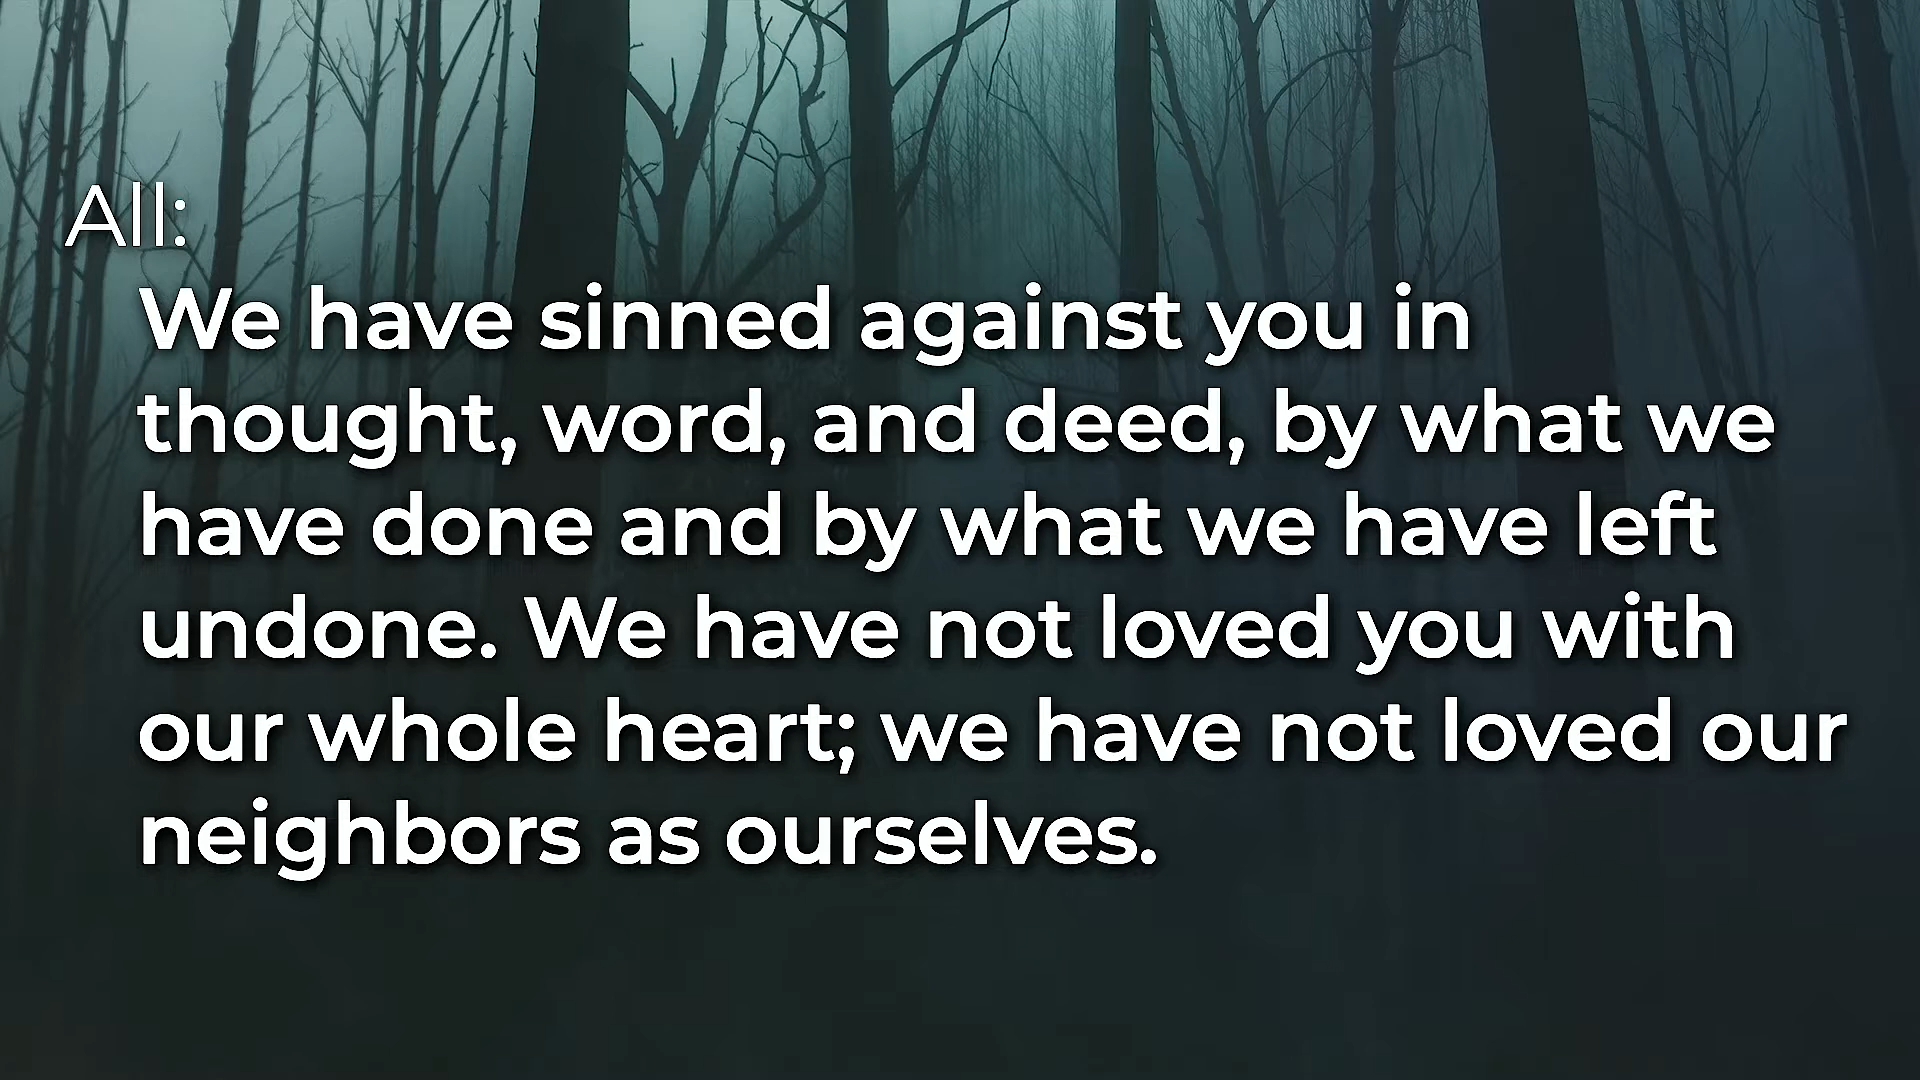 All:
We have sinned against you in
thought, word, and deed, by what we
have done and by what we have left
undone. We have not loved you with
our whole heart; we have not loved our
neighbors as ourselves.